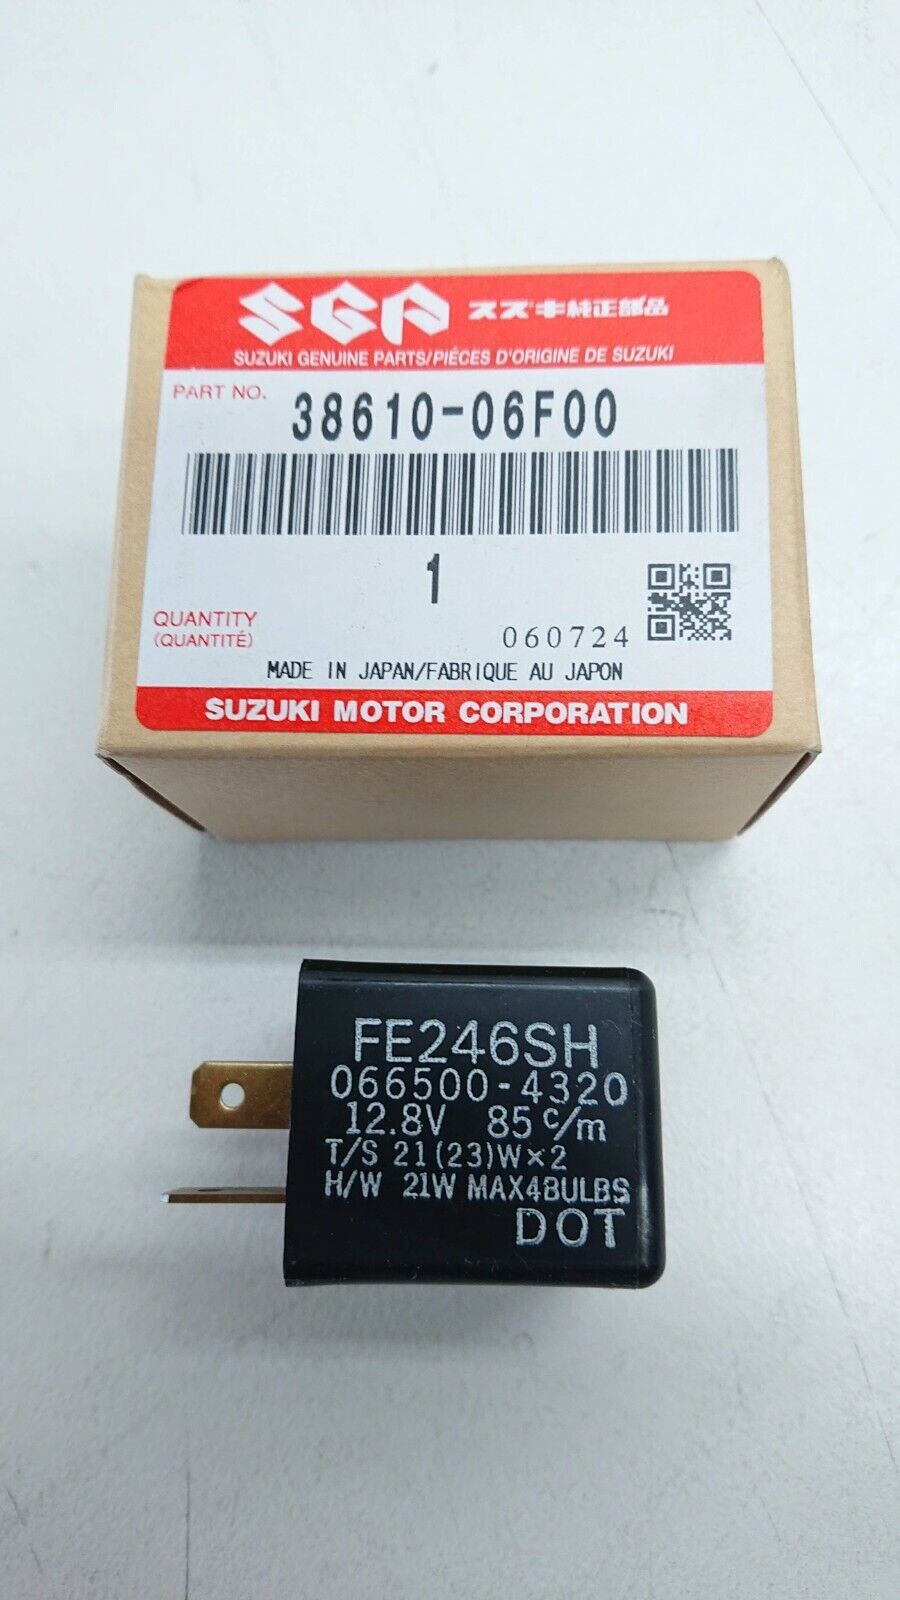 SGP スズキ純正部品
SUZUKI GENUINE PARTS/PIÉCES D'ORIGINE DE SUZUKI
PART NO. 38610-06F00
1
QUANTITY
(QUANTITÉ)
060724
MADE IN JAPAN/FABRIQUE AU JAPON
SUZUKI MOTOR CORPORATION
FE246SH
066500-4320
12.8V 85 c/m
T/S 21(23)W×2
H/W 21W MAX4BULBS
DOT